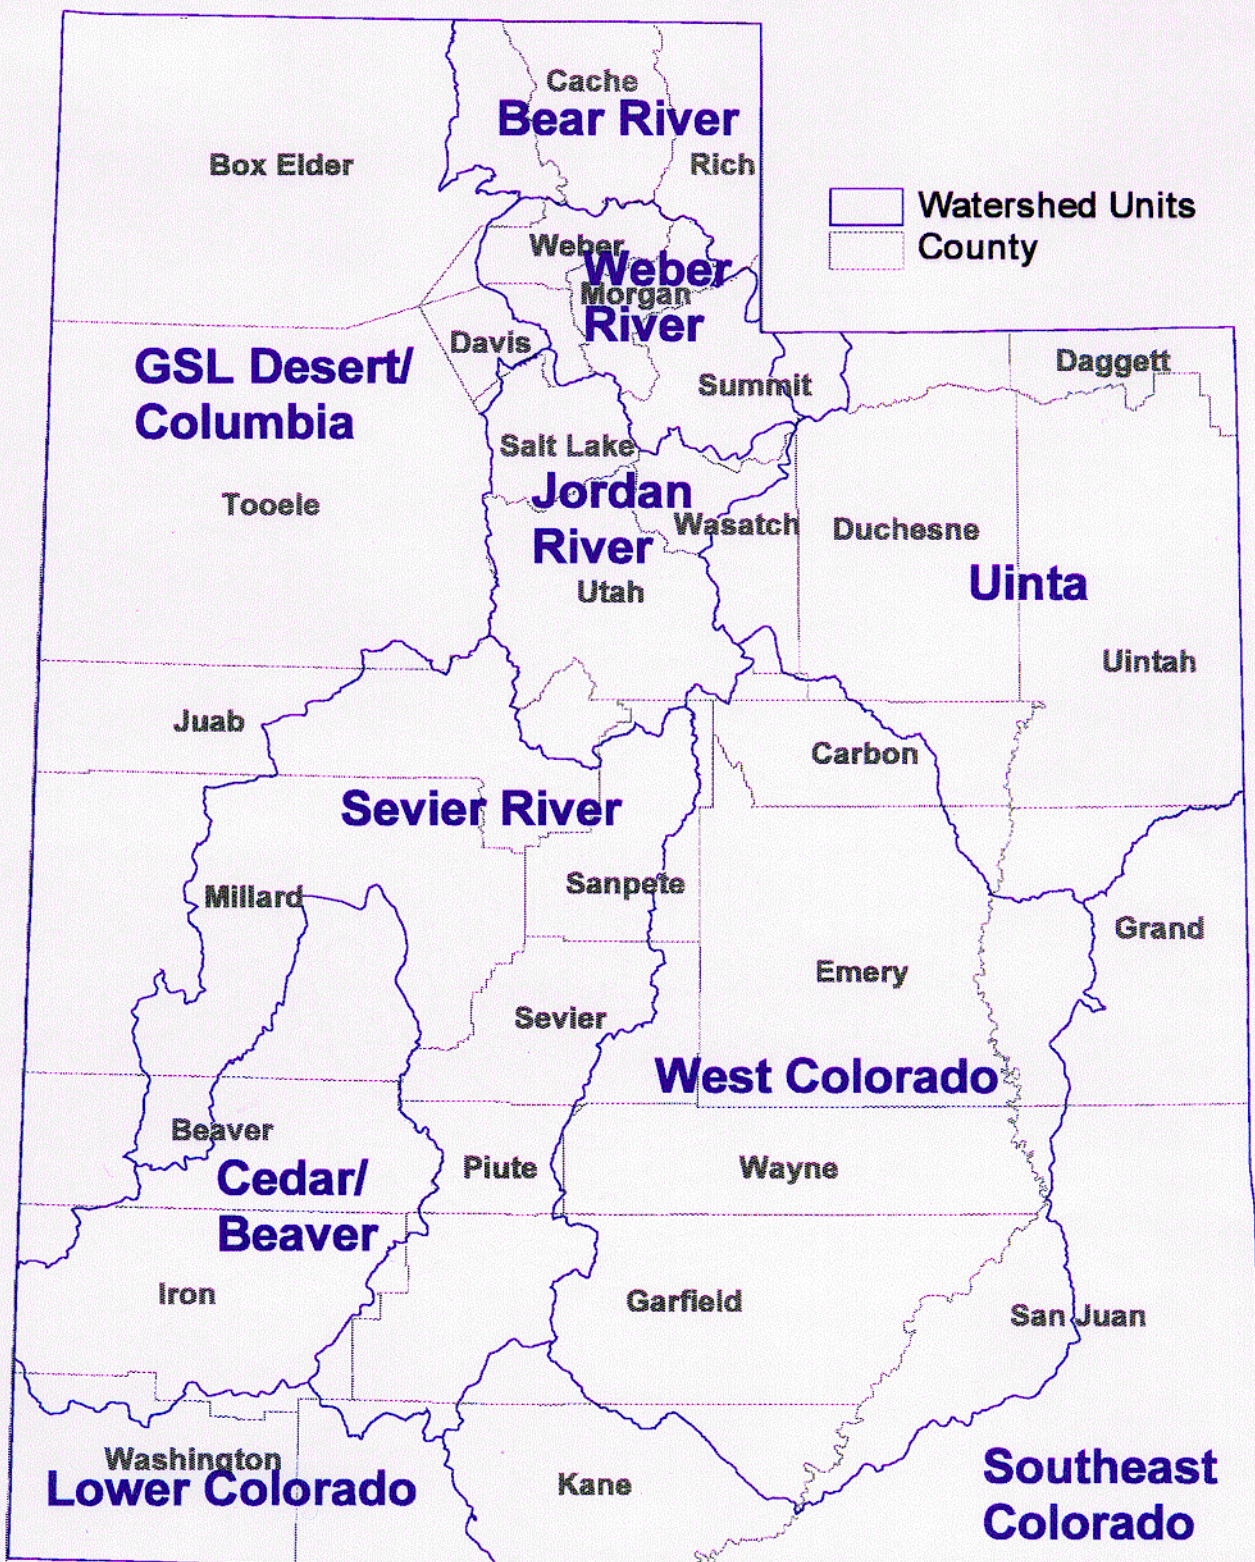 Cache
Bear River
Box Elder
Rich
Watershed Units
County
Weber
Weber
River
Morgan
Davis
GSL Desert/
Columbia
Summit
Daggett
Salt Lake
Jordan
River
Tooele
Wasatch
Duchesne
Utah
Uinta
Uintah
Juab
Carbon
Sevier River
Sanpete
Millard
Grand
Emery
Sevier
West Colorado
Beaver
Piute
Wayne
Cedar/
Beaver
Iron
Garfield
San Juan
Washington
Lower Colorado
Kane
Southeast
Colorado